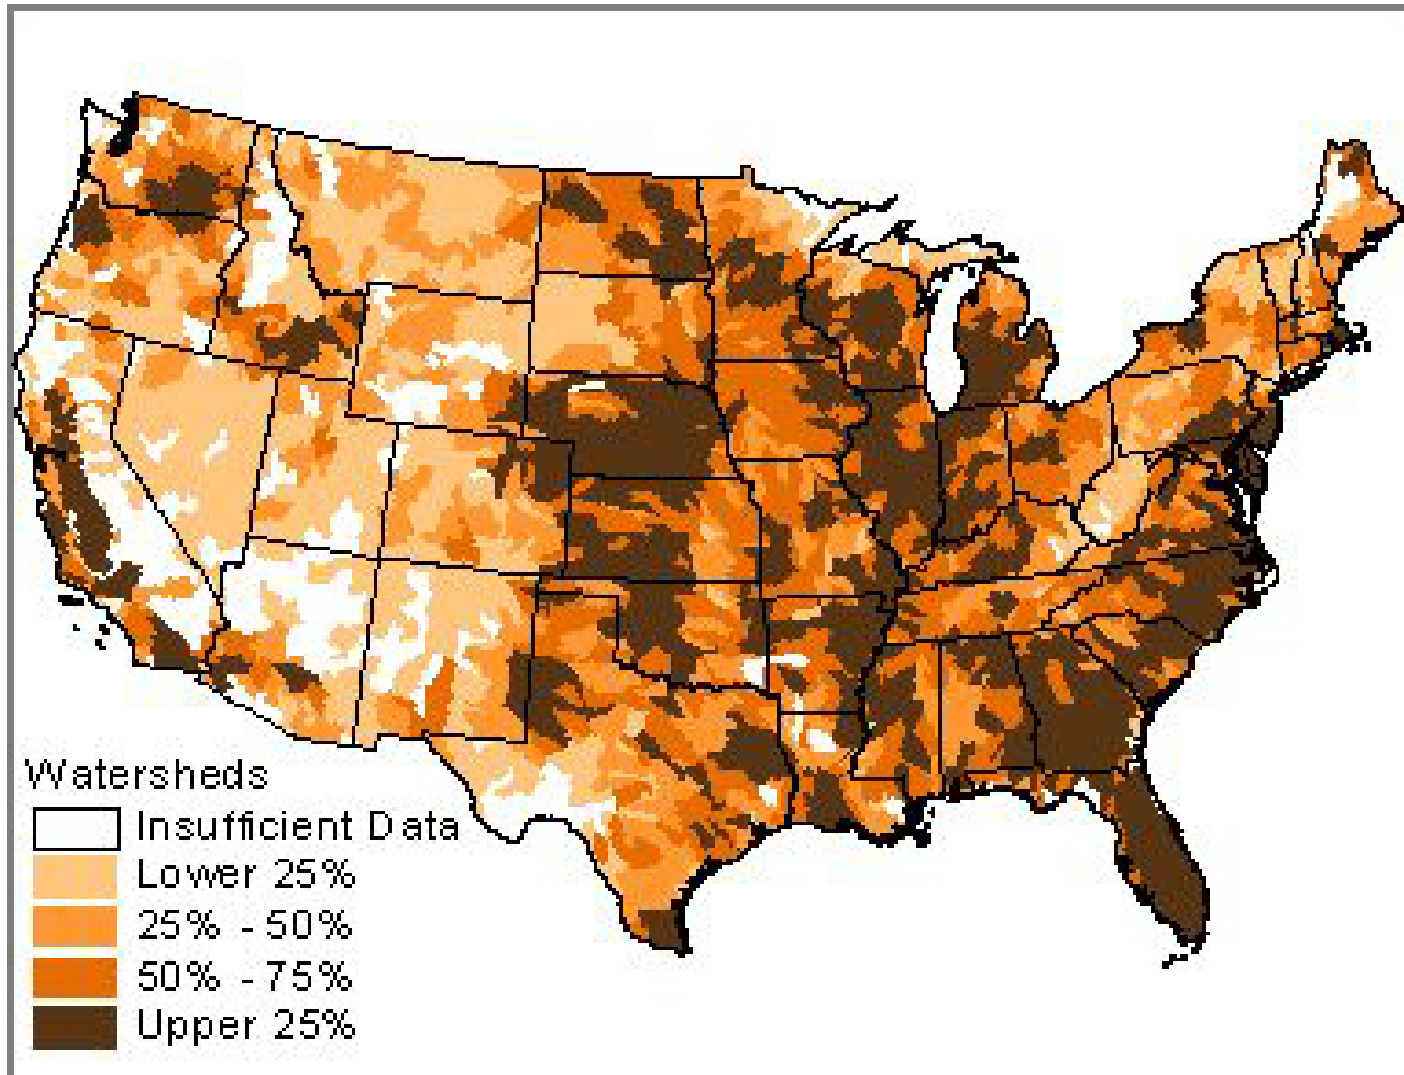 Watersheds
Insufficient Data
Lower 25%
25% - 50%
50% - 75%
Upper 25%